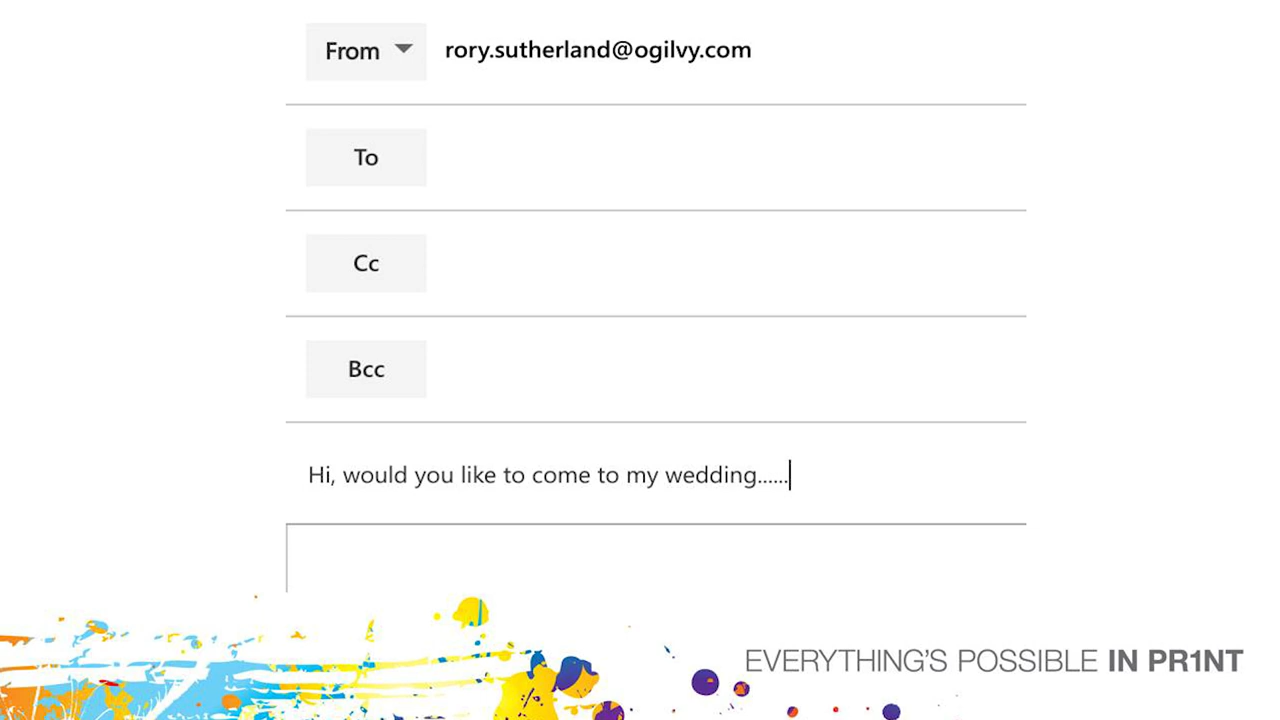 From rory.sutherland@ogilvy.com
To
Cc
Bcc
Hi, would you like to come to my wedding......
EVERYTHING'S POSSIBLE IN PR1NT